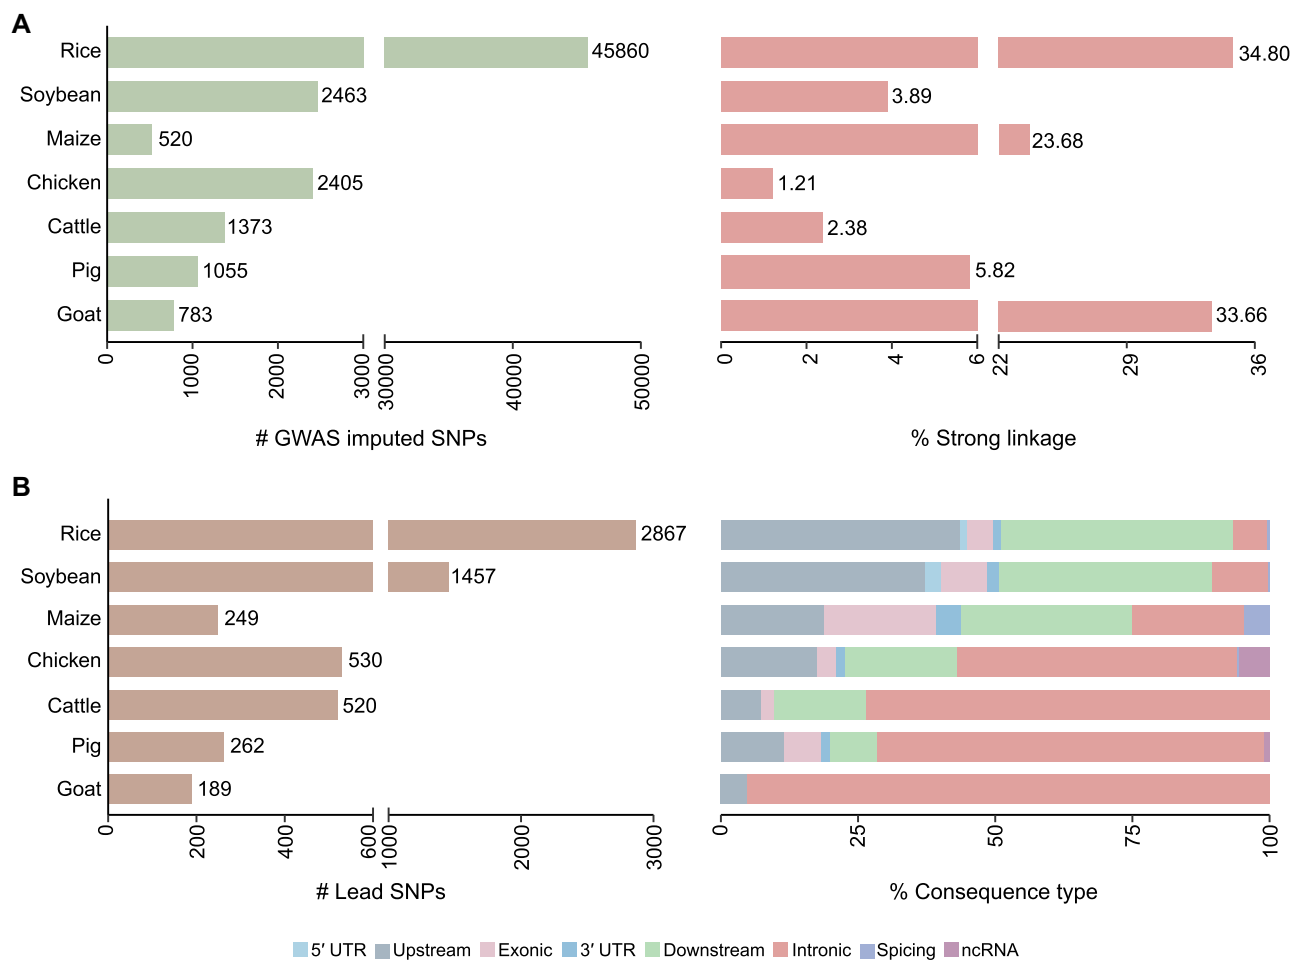 A
Rice 45860 34.80
Soybean 2463 3.89
Maize 520 23.68
Chicken 2405 1.21
Cattle 1373 2.38
Pig 1055 5.82
Goat 783 33.66
0 1000 2000 3000 30000 40000 50000 0 2 4 6 22 29 36
# GWAS imputed SNPs % Strong linkage
B
Rice 2867
Soybean 1457
Maize 249
Chicken 530
Cattle 520
Pig 262
Goat 189
0 200 400 600 1000 2000 3000 0 25 50 75 100
# Lead SNPs % Consequence type
5′ UTR Upstream Exonic 3′ UTR Downstream Intronic Spicing ncRNA